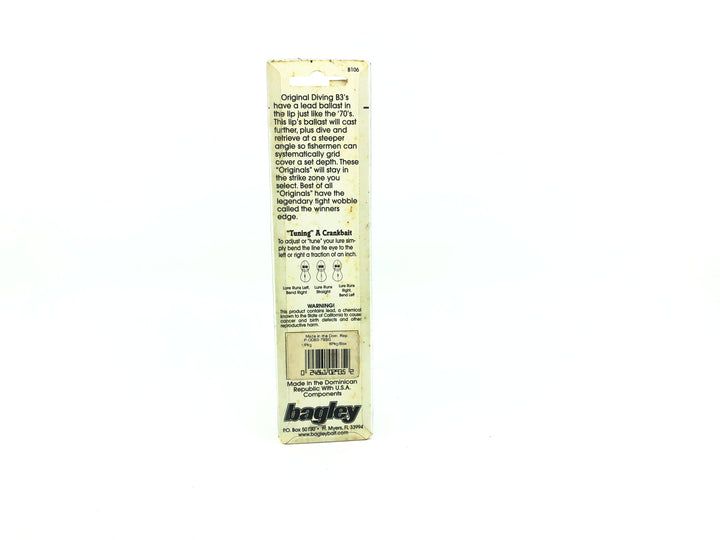 B106
Original Diving B3's
have a lead ballast in
the lip just like the '70's.
This lip's ballast will cast
further, plus dive and
retrieve at a steeper
angle so fishermen can
systematically grid
cover a set depth. These
"Originals" will stay in
the strike zone you
select. Best of all
"Originals" have the
legendary tight wobble
called the winners
edge.
"Tuning" A Crankbait
To adjust or "tune" your lure sim-
ply bend the line tie eye to the
left or right a fraction of an inch.
Lure Runs Left, Bend Right
Lure Runs Straight
Lure Runs Right, Bend Left
WARNING!
This product contains lead, a chemical
known to the State of California to cause
cancer and birth defects and other
reproductive harm.
Made in the Dom. Rep.
1/Pkg 6Pkg/Box
Made in the Dominican
Republic With U.S.A.
Components
bagley
P.O. Box • Ft. Myers, FL 33994
www.bagleybait.com